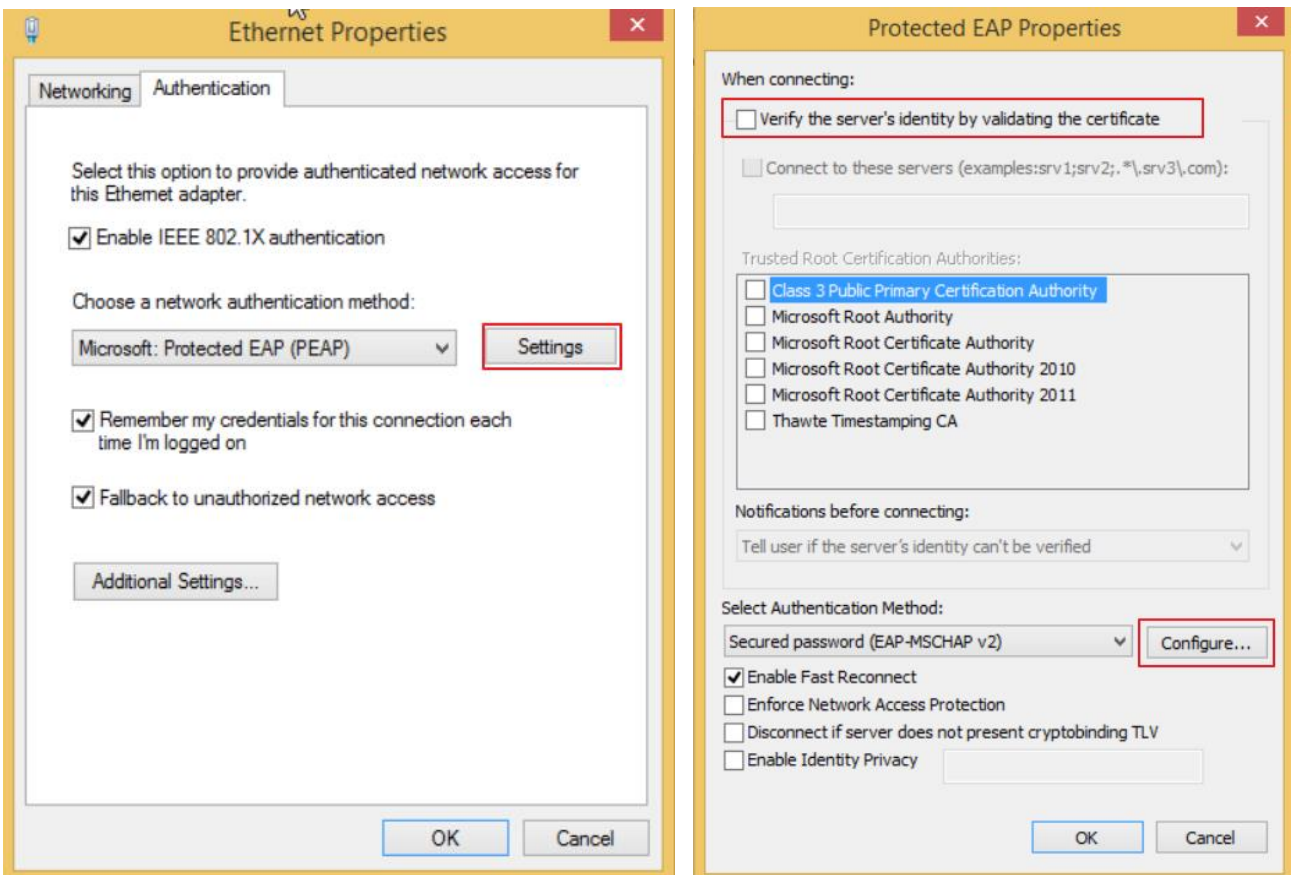 Ethernet Properties
Networking
Authentication
Select this option to provide authenticated network access for
this Ethernet adapter.
Enable IEEE 802.1X authentication
Choose a network authentication method:
Microsoft: Protected EAP (PEAP)
Settings
Remember my credentials for this connection each
time I'm logged on
Fallback to unauthorized network access
Additional Settings...
OK
Cancel
Protected EAP Properties
When connecting:
Verify the server's identity by validating the certificate
Connect to these servers (examples:srv1;srv2;.*\.srv3\.com):
Trusted Root Certification Authorities:
Class 3 Public Primary Certification Authority
Microsoft Root Authority
Microsoft Root Certificate Authority
Microsoft Root Certificate Authority 2010
Microsoft Root Certificate Authority 2011
Thawte Timestamping CA
Notifications before connecting:
Tell user if the server's identity can't be verified
Select Authentication Method:
Secured password (EAP-MSCHAP v2)
Configure...
Enable Fast Reconnect
Enforce Network Access Protection
Disconnect if server does not present cryptobinding TLV
Enable Identity Privacy
OK
Cancel